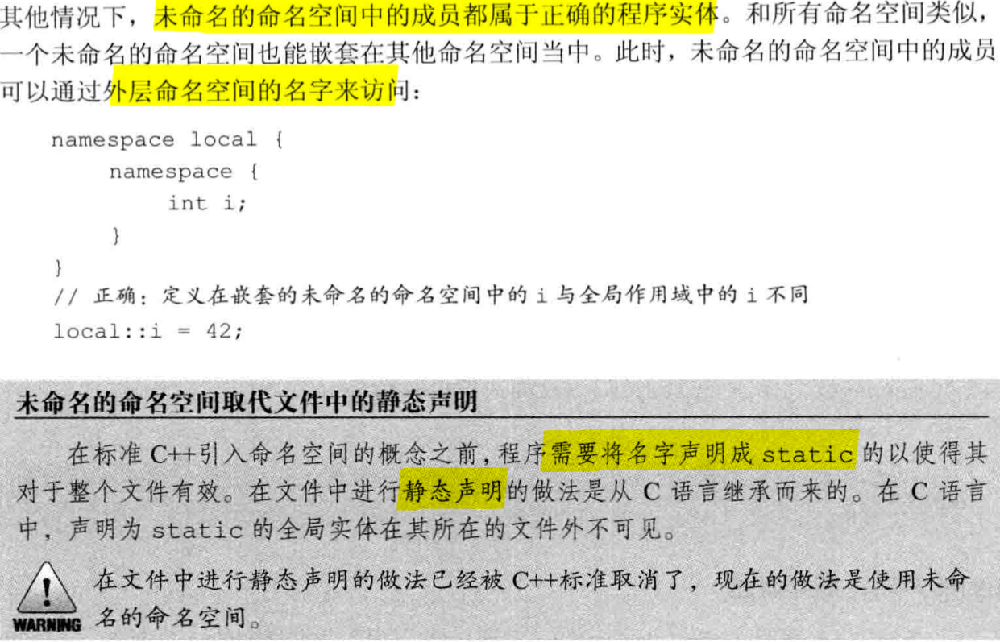 其他情况下，未命名的命名空间中的成员都属于正确的程序实体。和所有命名空间类似，
一个未命名的命名空间也能嵌套在其他命名空间当中。此时，未命名的命名空间中的成员
可以通过外层命名空间的名字来访问：
namespace local {
namespace {
int i;
}
}
// 正确：定义在嵌套的未命名的命名空间中的 i 与全局作用域中的 i 不同
local::i = 42;
未命名的命名空间取代文件中的静态声明
在标准 C++引入命名空间的概念之前，程序需要将名字声明成 static 的以使得其
对于整个文件有效。在文件中进行静态声明的做法是从 C 语言继承而来的。在 C 语言
中，声明为 static 的全局实体在其所在的文件外不可见。
在文件中进行静态声明的做法已经被 C++标准取消了，现在的做法是使用未命
WARNING 名的命名空间。